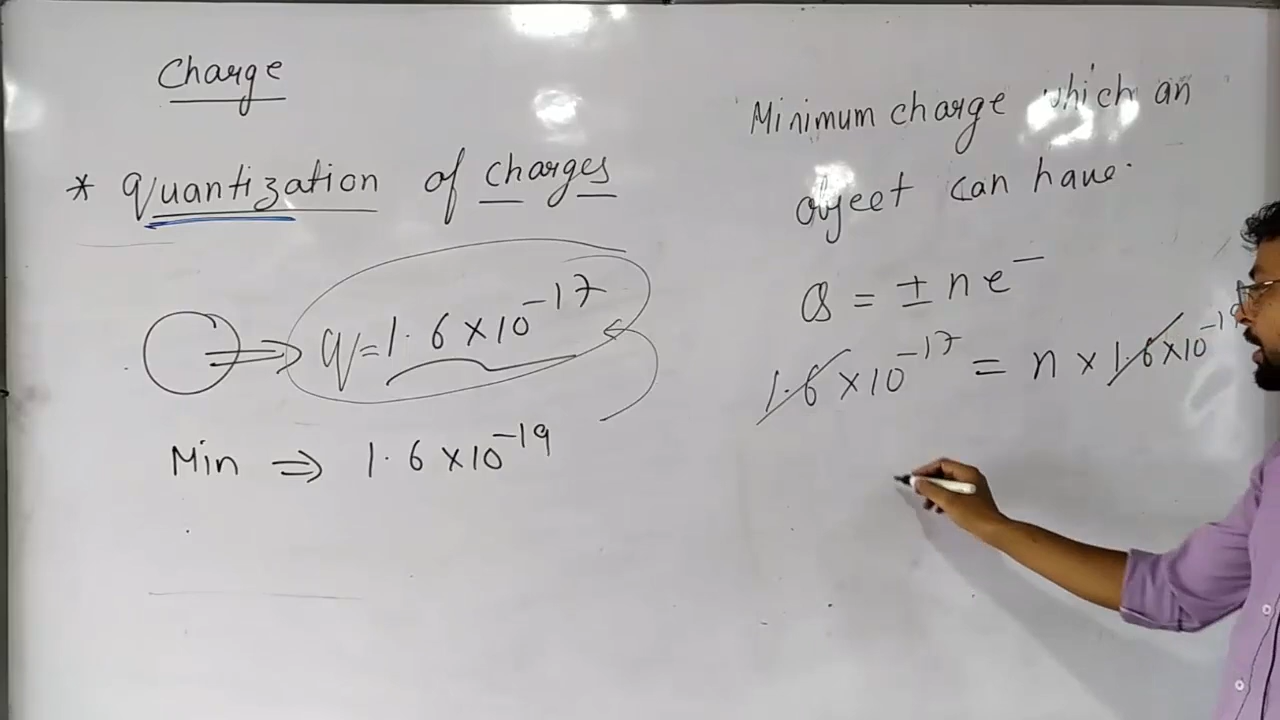 Charge
* quantization of charges
q=1.6×10⁻¹⁷
Min ⇒ 1.6×10⁻¹⁹
Minimum charge which an
object can have.
Q = ± n e⁻
1.6×10⁻¹⁷ = n × 1.6×10⁻¹⁹